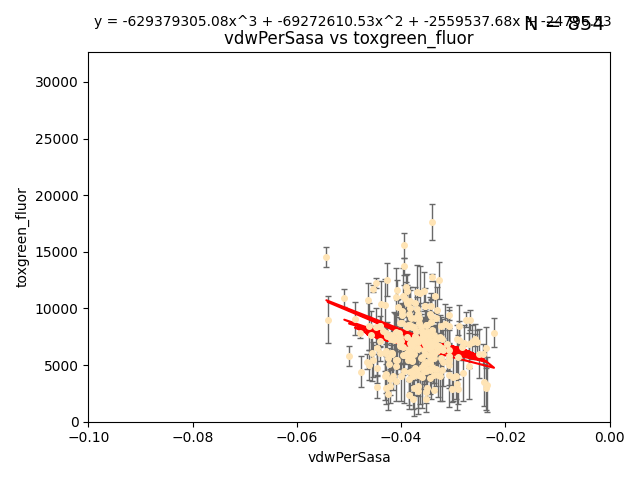 y = -629379305.08x^3 + -69272610.53x^2 + -2559537.68x +
N = 854
vdwPerSasa vs toxgreen_fluor
30000
25000
20000
15000
10000
5000
0
toxgreen_fluor
−0.10
−0.08
−0.06
−0.04
−0.02
0.00
vdwPerSasa